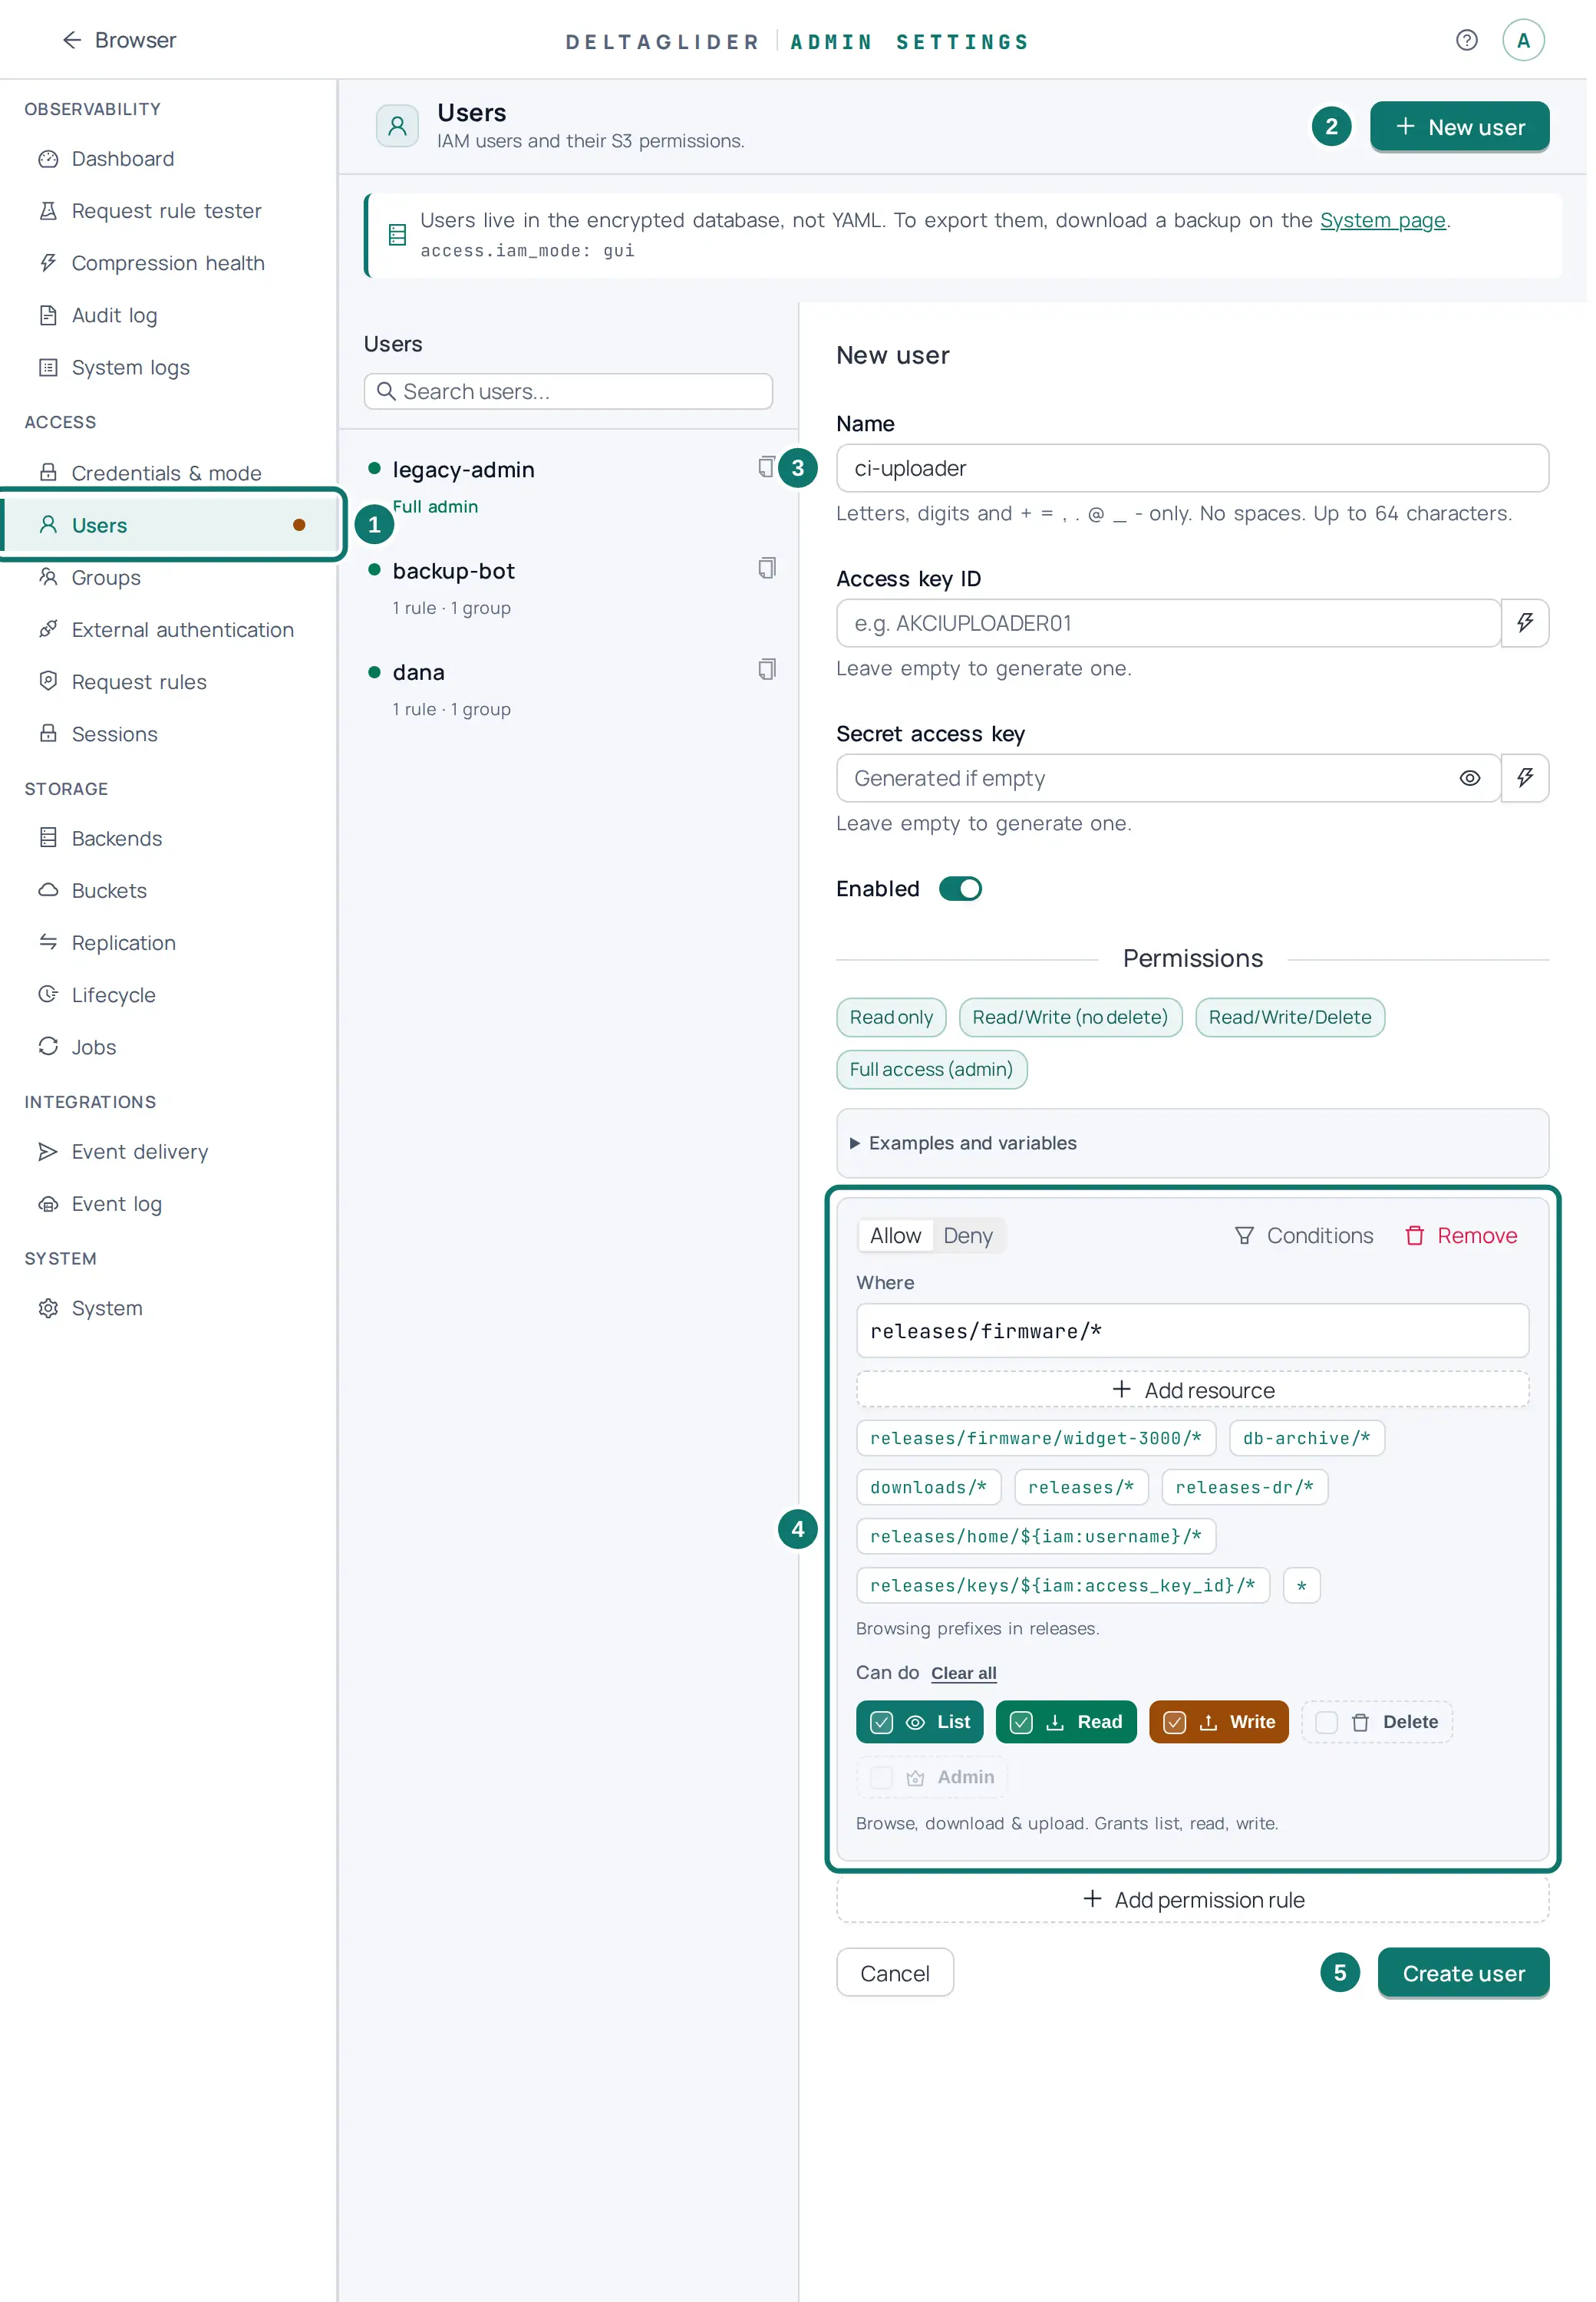 Browser
DELTAGLIDER | ADMIN SETTINGS
A
OBSERVABILITY
Dashboard
Request rule tester
Compression health
Audit log
System logs
ACCESS
Credentials & mode
Users
1
Groups
External authentication
Request rules
Sessions
STORAGE
Backends
Buckets
Replication
Lifecycle
Jobs
INTEGRATIONS
Event delivery
Event log
SYSTEM
System
Users
IAM users and their S3 permissions.
2
+ New user
Users live in the encrypted database, not YAML. To export them, download a backup on the System page.
access.iam_mode: gui
Users
Search users...
legacy-admin
Full admin
backup-bot
1 rule · 1 group
dana
1 rule · 1 group
New user
Name
3
ci-uploader
Letters, digits and + = , . @ _ - only. No spaces. Up to 64 characters.
Access key ID
e.g. AKCIUPLOADER01
Leave empty to generate one.
Secret access key
Generated if empty
Leave empty to generate one.
Enabled
Permissions
Read only
Read/Write (no delete)
Read/Write/Delete
Full access (admin)
Examples and variables
4
Allow
Deny
Conditions
Remove
Where
releases/firmware/*
+ Add resource
releases/firmware/widget-3000/*
db-archive/*
downloads/*
releases/*
releases-dr/*
releases/home/${iam:username}/*
releases/keys/${iam:access_key_id}/*
*
Browsing prefixes in releases.
Can do Clear all
List
Read
Write
Delete
Admin
Browse, download & upload. Grants list, read, write.
+ Add permission rule
Cancel
5
Create user